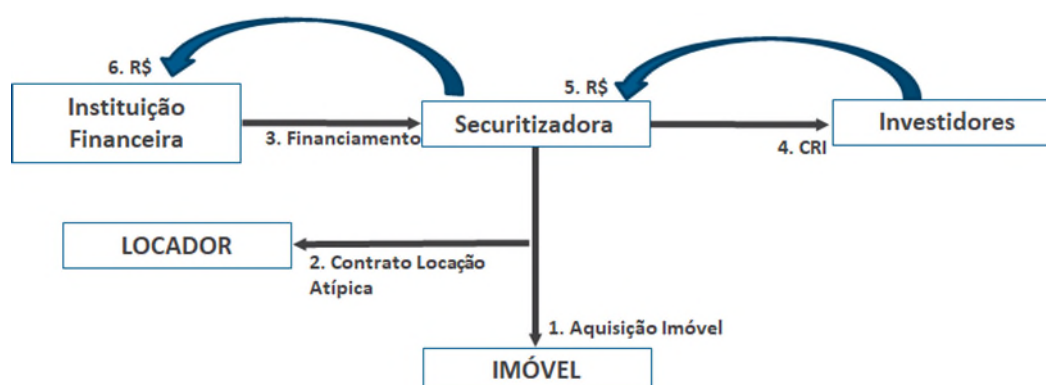 6. R$
Instituição
Financeira
3. Financiamento
5. R$
Securitizadora
Investidores
4. CRI
LOCADOR
2. Contrato Locação
Atípica
1. Aquisição Imóvel
IMÓVEL